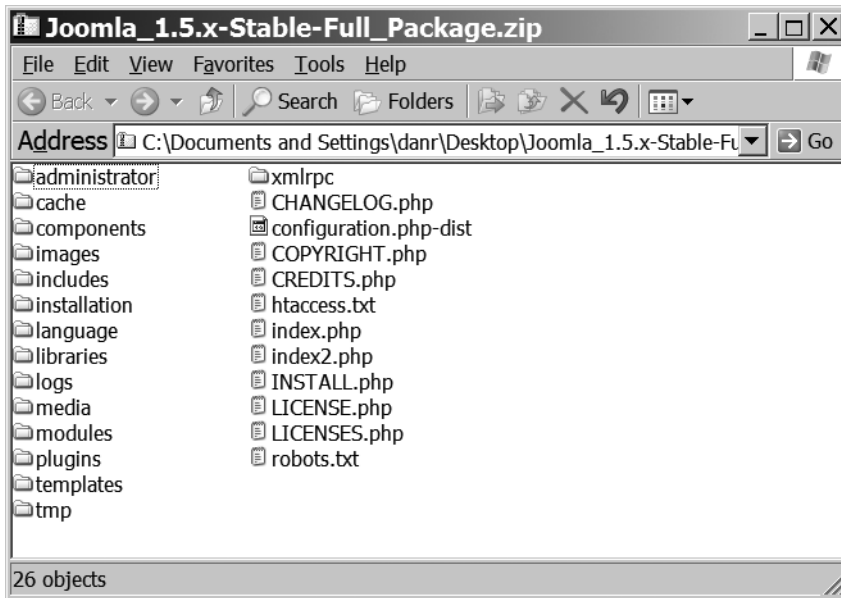 Joomla_1.5.x-Stable-Full_Package.zip
File Edit View Favorites Tools Help
Back Search Folders
Address C:\Documents and Settings\danr\Desktop\Joomla_1.5.x-Stable-Fu Go
administrator
cache
components
images
includes
installation
language
libraries
logs
media
modules
plugins
templates
tmp
xmlrpc
CHANGELOG.php
configuration.php-dist
COPYRIGHT.php
CREDITS.php
htaccess.txt
index.php
index2.php
INSTALL.php
LICENSE.php
LICENSES.php
robots.txt
26 objects